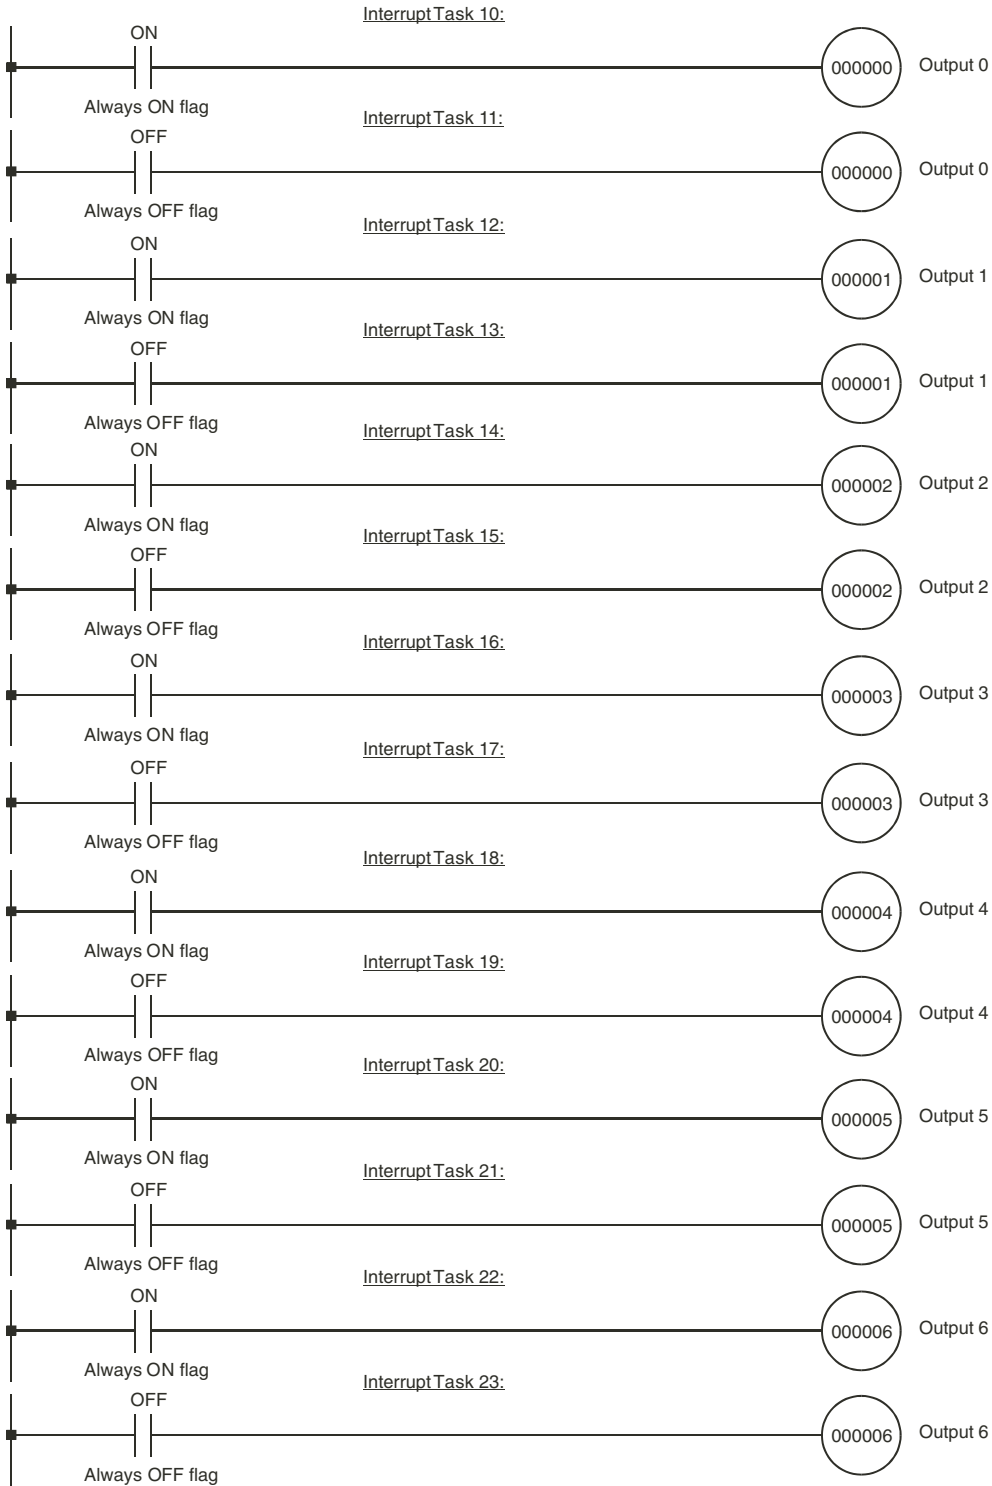 Interrupt Task 10:
ON
000000 Output 0
Always ON flag
Interrupt Task 11:
OFF
000000 Output 0
Always OFF flag
Interrupt Task 12:
ON
000001 Output 1
Always ON flag
Interrupt Task 13:
OFF
000001 Output 1
Always OFF flag
Interrupt Task 14:
ON
000002 Output 2
Always ON flag
Interrupt Task 15:
OFF
000002 Output 2
Always OFF flag
Interrupt Task 16:
ON
000003 Output 3
Always ON flag
Interrupt Task 17:
OFF
000003 Output 3
Always OFF flag
Interrupt Task 18:
ON
000004 Output 4
Always ON flag
Interrupt Task 19:
OFF
000004 Output 4
Always OFF flag
Interrupt Task 20:
ON
000005 Output 5
Always ON flag
Interrupt Task 21:
OFF
000005 Output 5
Always OFF flag
Interrupt Task 22:
ON
000006 Output 6
Always ON flag
Interrupt Task 23:
OFF
000006 Output 6
Always OFF flag